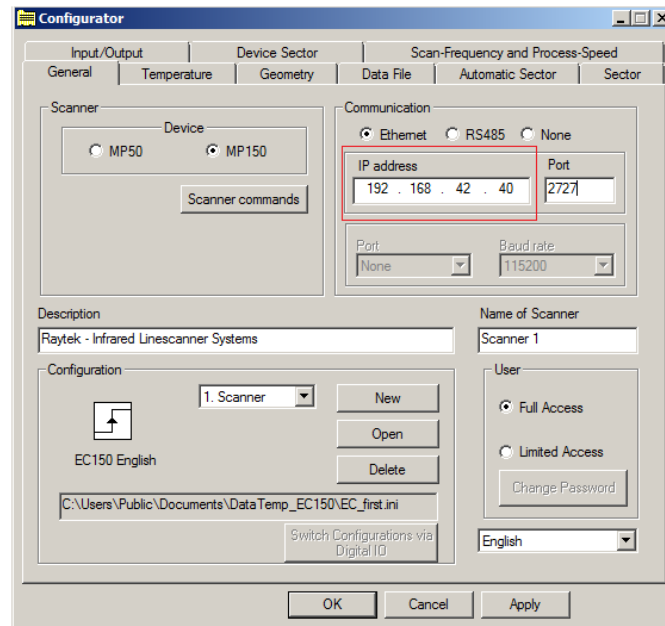 Configurator
Input/Output Device Sector Scan-Frequency and Process-Speed
General Temperature Geometry Data File Automatic Sector Sector
Scanner
Device
MP50 MP150
Scanner commands
Communication
Ethernet RS485 None
IP address Port
192 . 168 . 42 . 40 2727
Port Baud rate
None 115200
Description Name of Scanner
Raytek - Infrared Linescanner Systems Scanner 1
Configuration
1. Scanner New
Open
EC150 English
Delete
C:\Users\Public\Documents\DataTemp_EC150\EC_first.ini
Switch Configurations via
Digital IO
User
Full Access
Limited Access
Change Password
English
OK Cancel Apply